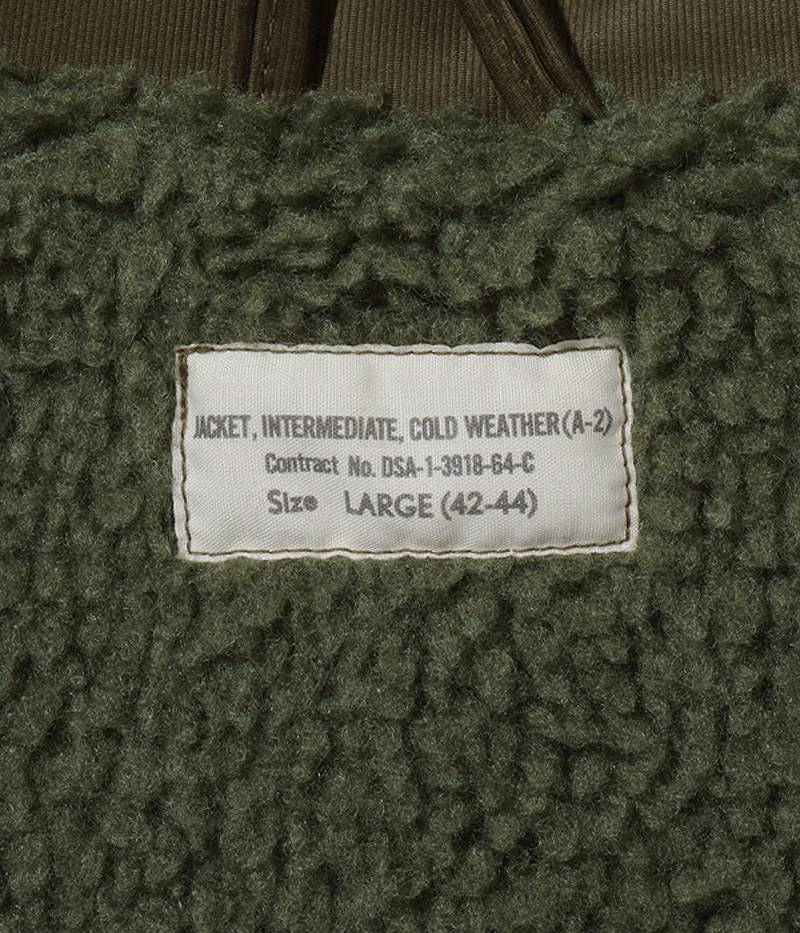 JACKET, INTERMEDIATE, COLD WEATHER (A-2)
Contract No. DSA-1-3918-64-C
Size LARGE (42-44)